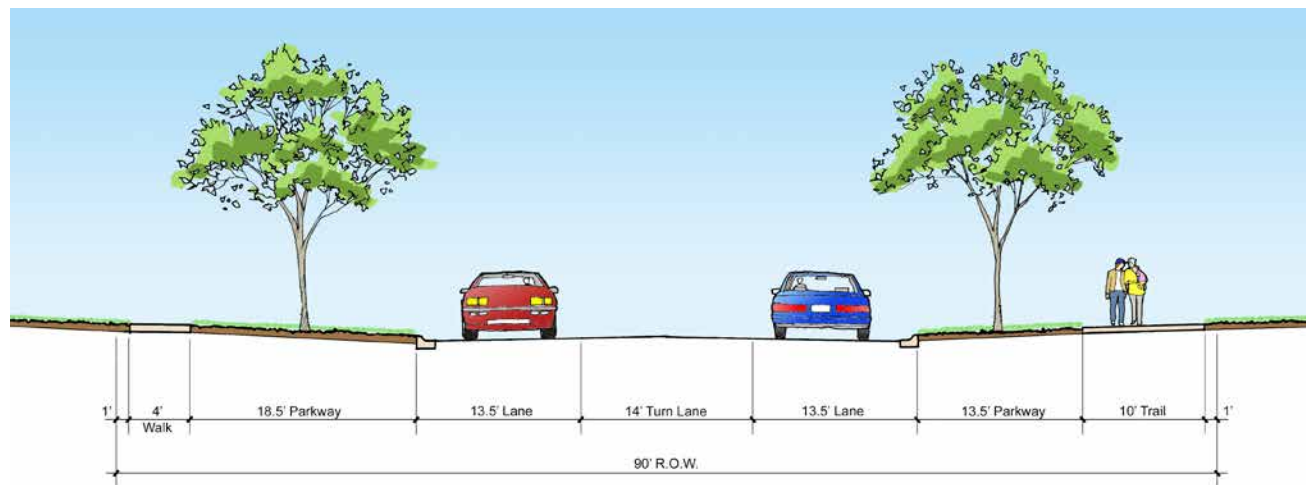 1'
4'
Walk
18.5' Parkway
13.5' Lane
14' Turn Lane
13.5' Lane
13.5' Parkway
10' Trail
1'
90' R.O.W.